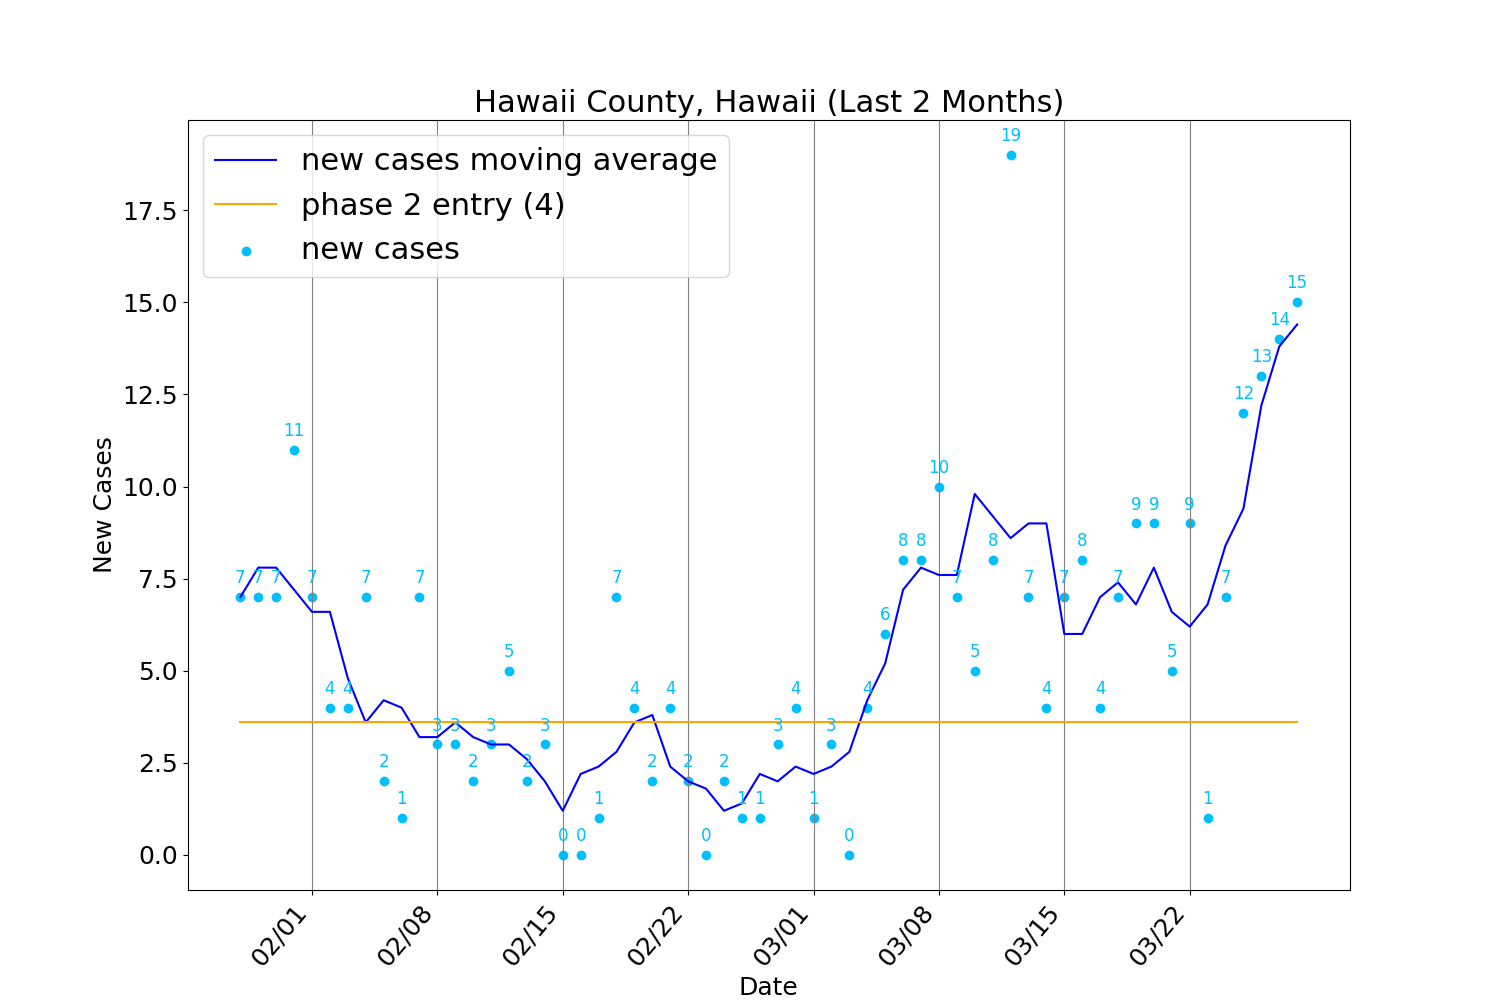 Hawaii County, Hawaii (Last 2 Months)
new cases moving average
phase 2 entry (4)
new cases
New Cases
17.5
15.0
12.5
10.0
7.5
5.0
2.5
0.0
7 7 7 11 7 4 4 7 2 1 7 3 3 2 3 5 2 3 0 0 1 7 4 2 4 2 0 2 1 1 3 4 1 3 0 4 6 8 8 10 7 5 8 19 7 4 7 8 4 7 9 9 5 9 1 7 12 13 14 15
02/01 02/08 02/15 02/22 03/01 03/08 03/15 03/22
Date